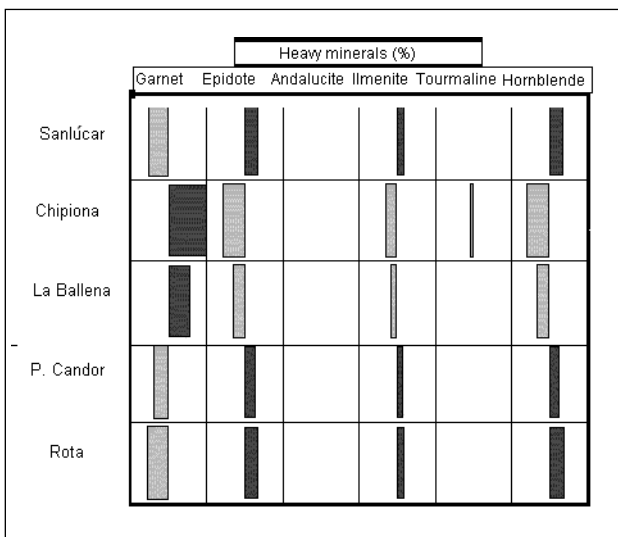 Heavy minerals (%)
Garnet Epidote Andalucite Ilmenite Tourmaline Hornblende
Sanlúcar
Chipiona
La Ballena
P. Candor
Rota